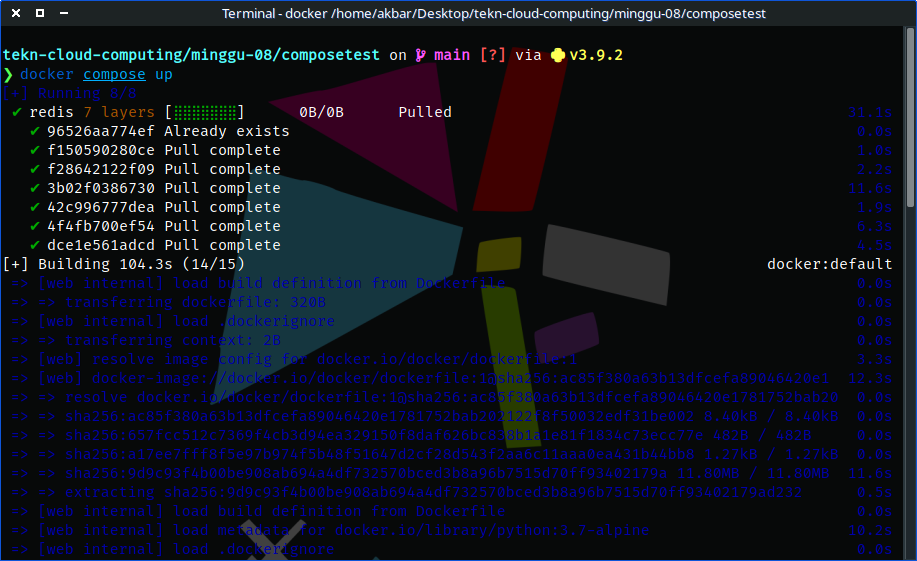 Terminal - docker /home/akbar/Desktop/tekn-cloud-computing/minggu-08/composetest
tekn-cloud-computing/minggu-08/composetest on main [?] via v3.9.2
❯ docker compose up
[+] Running 8/8
✔ redis 7 layers [⣿⣿⣿⣿⣿⣿⣿] 0B/0B Pulled 31.1s
✔ 96526aa774ef Already exists 0.0s
✔ f150590280ce Pull complete 1.0s
✔ f28642122f09 Pull complete 2.2s
✔ 3b02f0386730 Pull complete 11.6s
✔ 42c996777dea Pull complete 1.9s
✔ 4f4fb700ef54 Pull complete 6.3s
✔ dce1e561adcd Pull complete 4.5s
[+] Building 104.3s (14/15) docker:default
=> [web internal] load build definition from Dockerfile 0.0s
=> => transferring dockerfile: 320B 0.0s
=> [web internal] load .dockerignore 0.0s
=> => transferring context: 2B 0.0s
=> [web] resolve image config for docker.io/docker/dockerfile:1 3.3s
=> [web] docker-image://docker.io/docker/dockerfile:1@sha256:ac85f380a63b13dfcefa89046420e1 12.3s
=> => resolve docker.io/docker/dockerfile:1@sha256:ac85f380a63b13dfcefa89046420e1781752bab20 0.0s
=> => sha256:ac85f380a63b13dfcefa89046420e1781752bab202122f8f50032edf31be002 8.40kB / 8.40kB 0.0s
=> => sha256:657fcc512c7369f4cb3d94ea329150f8daf626bc838b1a1e81f1834c73ecc77e 482B / 482B 0.0s
=> => sha256:a17ee7fff8f5e97b974f5b48f51647d2cf28d543f2aa6c11aaa0ea431b44bb8 1.27kB / 1.27kB 0.0s
=> => sha256:9d9c93f4b00be908ab694a4df732570bced3b8a96b7515d70ff93402179a 11.80MB / 11.80MB 11.6s
=> => extracting sha256:9d9c93f4b00be908ab694a4df732570bced3b8a96b7515d70ff93402179ad232 0.5s
=> [web internal] load build definition from Dockerfile 0.0s
=> [web internal] load metadata for docker.io/library/python:3.7-alpine 10.2s
=> [web internal] load .dockerignore 0.0s